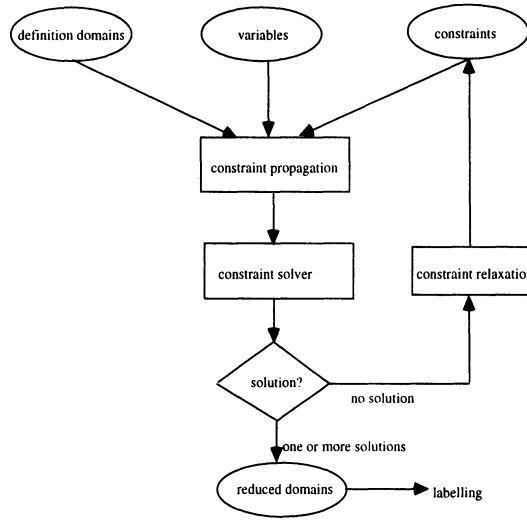 definition domains
variables
constraints
constraint propagation
constraint solver
constraint relaxation
solution?
no solution
one or more solutions
reduced domains
labelling